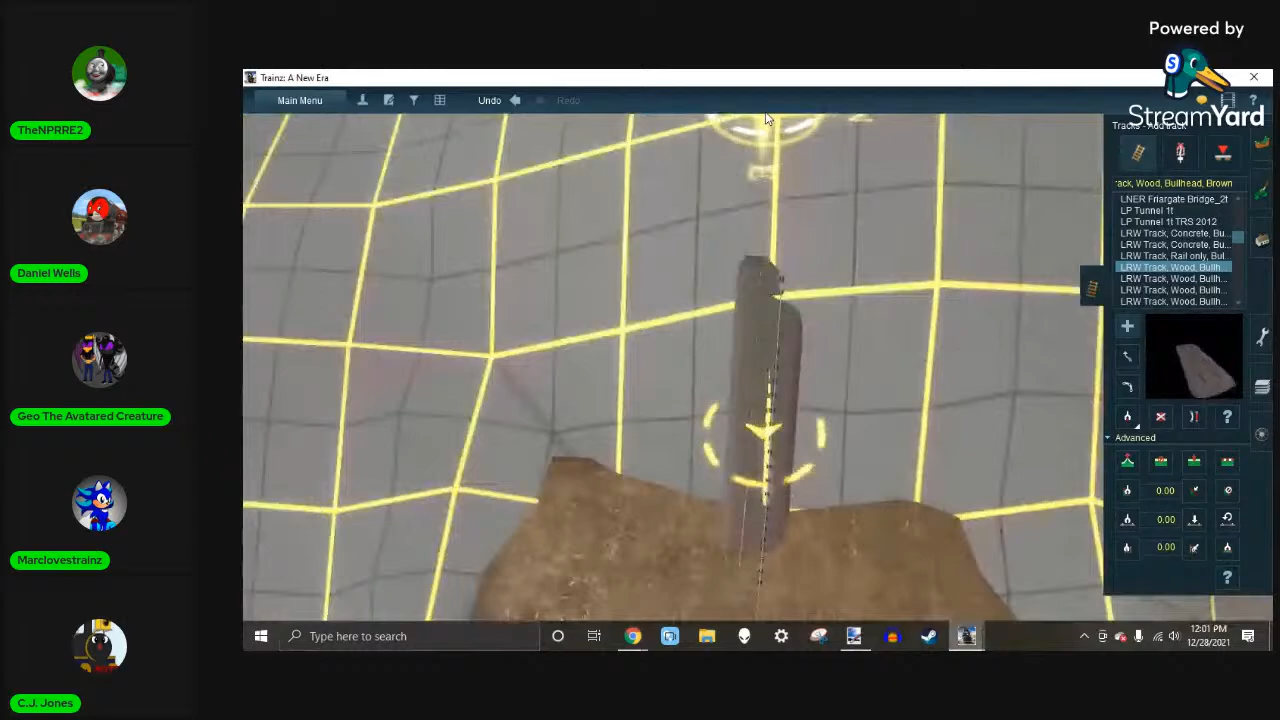 Powered by
StreamYard
TheNPRRE2
Daniel Wells
Geo The Avatared Creature
Marclovestrainz
C.J. Jones
Trainz: A New Era
Main Menu
Undo
Redo
Tracks - Add track
rack, Wood, Bullhead, Brown
LNER Friargate Bridge_2t
LP Tunnel 1t
LP Tunnel 1t TRS 2012
LRW Track, Concrete, Bu...
LRW Track, Concrete, Bu...
LRW Track, Rail only, Bul...
LRW Track, Wood, Bullh...
LRW Track, Wood, Bullh...
LRW Track, Wood, Bullh...
LRW Track, Wood, Bullh...
Advanced
0.00
0.00
0.00
Type here to search
12:01 PM
12/28/2021